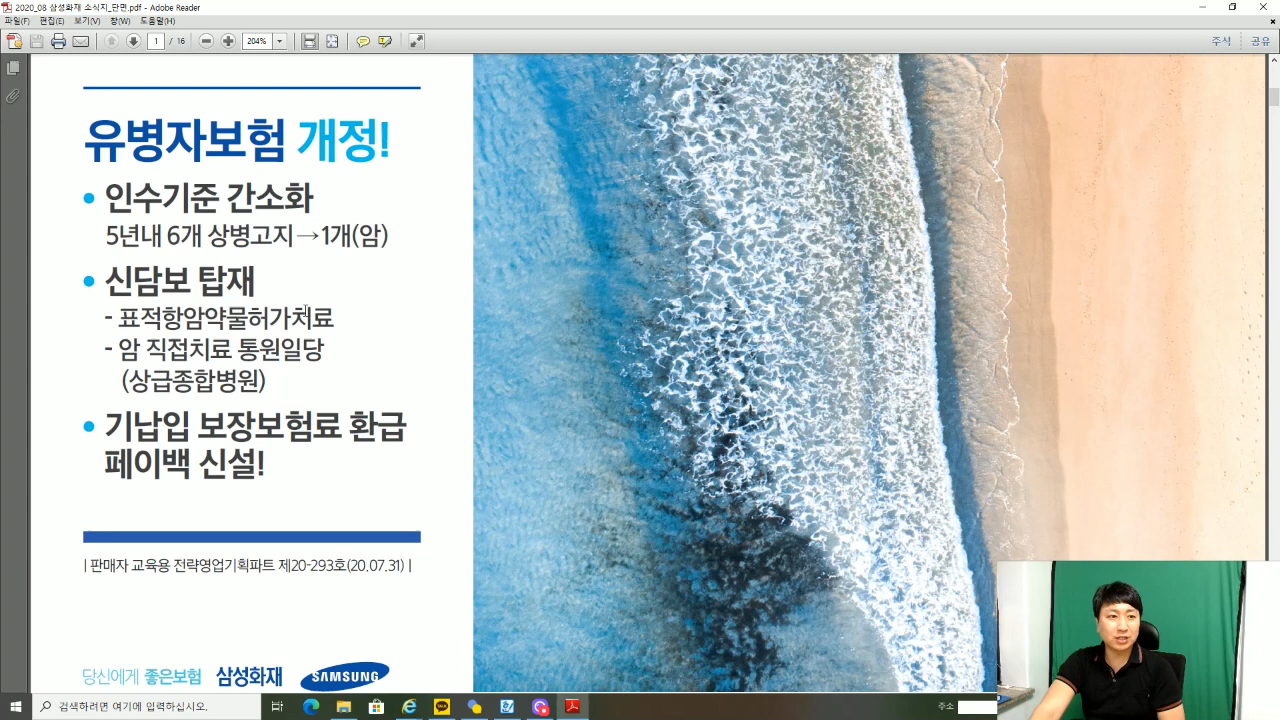 2020_08 삼성화재 소식지_단면.pdf - Adobe Reader
파일(F) 편집(E) 보기(V) 창(W) 도움말(H)
1 / 16 204% 주석 공유
유병자보험 개정!
• 인수기준 간소화
5년내 6개 상병고지→1개(암)
• 신담보 탑재
- 표적항암약물허가치료
- 암 직접치료 통원일당
(상급종합병원)
• 기납입 보장보험료 환급
페이백 신설!
| 판매자 교육용 전략영업기획파트 제20-293호(20.07.31) |
당신에게 좋은보험 삼성화재 SAMSUNG
검색하려면 여기에 입력하십시오.
주소